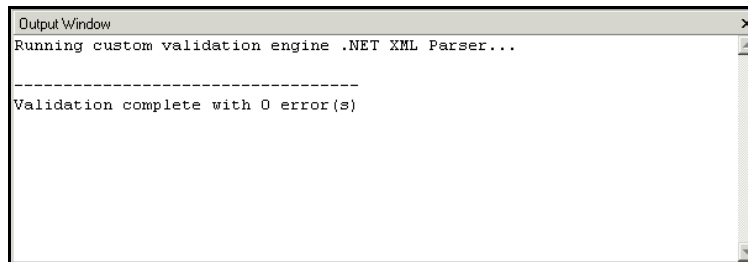 Output Window
Running custom validation engine .NET XML Parser...
-----------------------------------
Validation complete with 0 error(s)